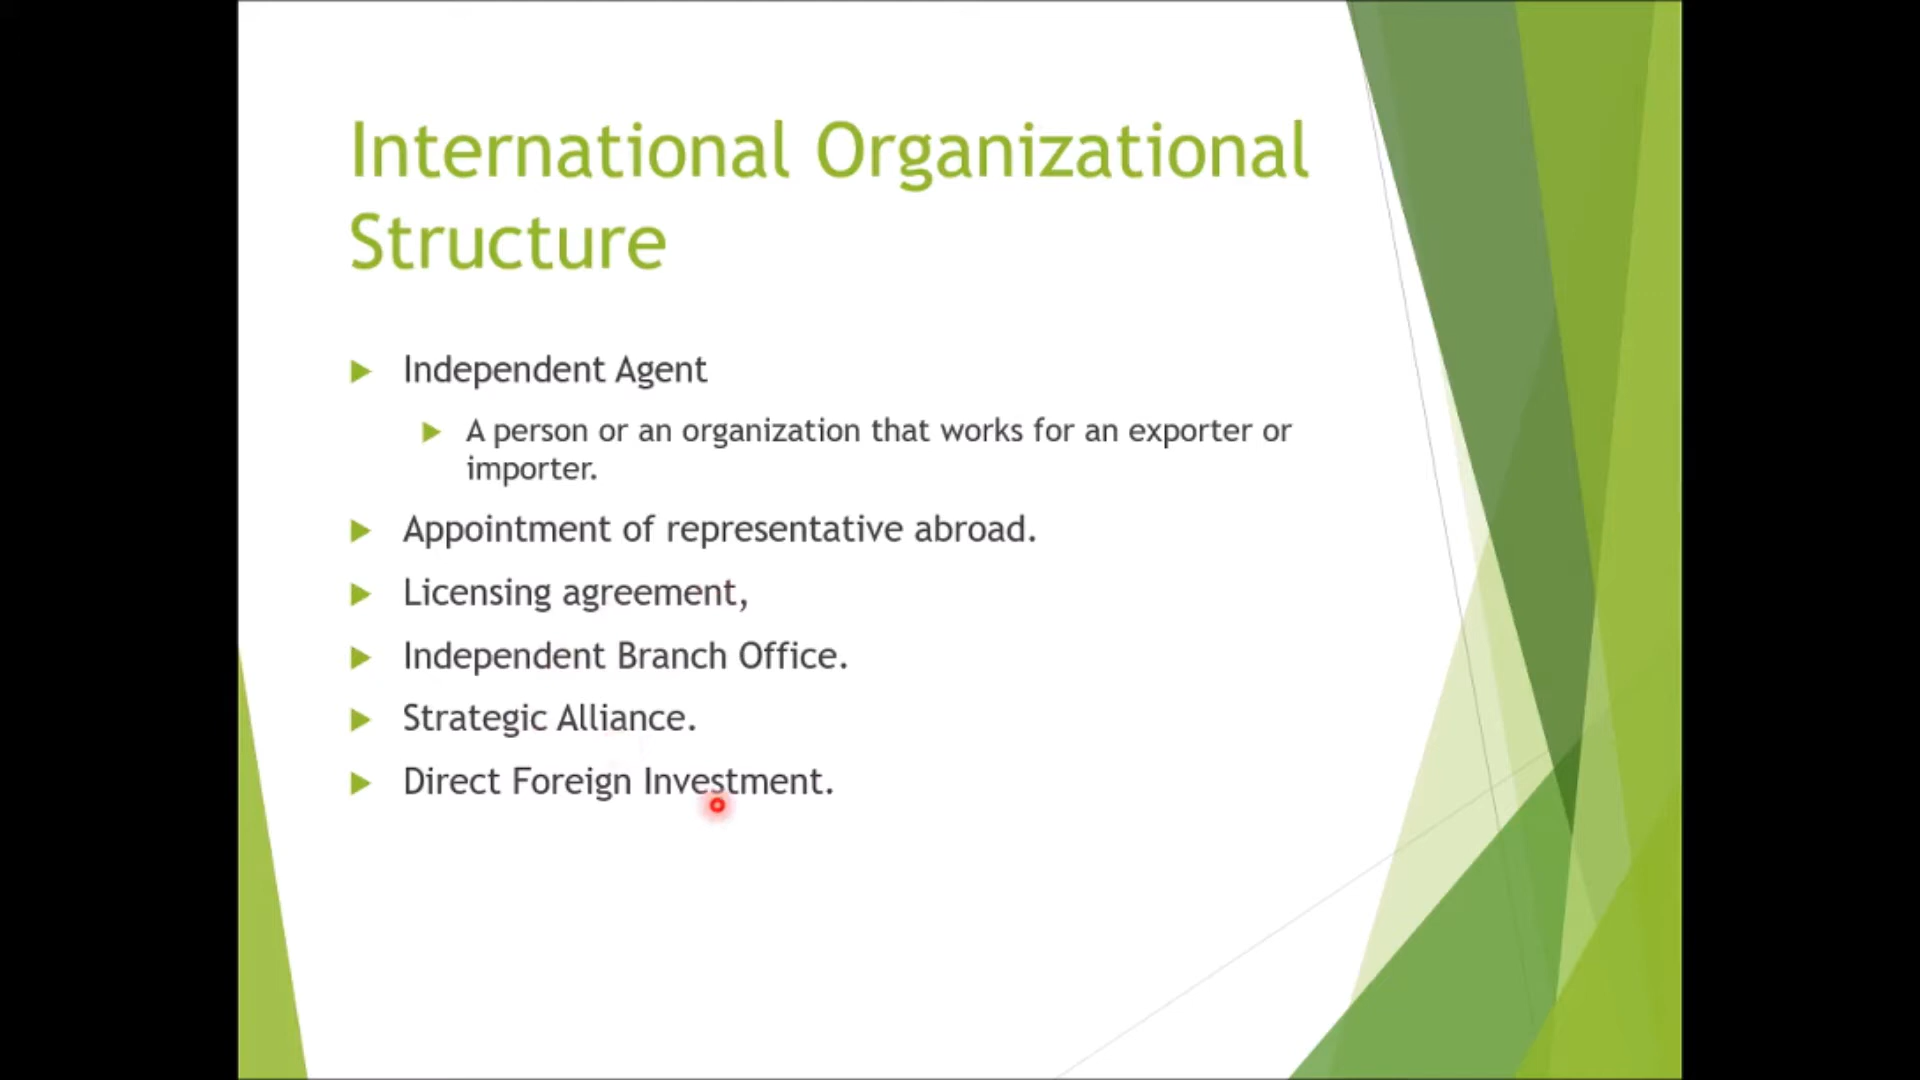 International Organizational
Structure
Independent Agent
A person or an organization that works for an exporter or
importer.
Appointment of representative abroad.
Licensing agreement,
Independent Branch Office.
Strategic Alliance.
Direct Foreign Investment.